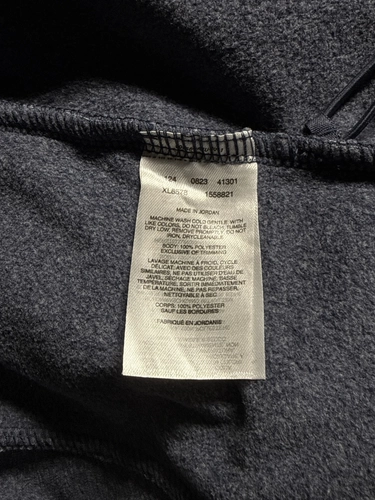 124 0823 41301
XL8578 1558821
MADE IN JORDAN
MACHINE WASH COLD GENTLE, WITH
LIKE COLORS, DO NOT BLEACH, TUMBLE
DRY LOW, REMOVE PROMPTLY, DO NOT
IRON, DRYCLEANABLE
BODY: 100% POLYESTER
EXCLUSIVE OF TRIMMING
LAVAGE MACHINE À FROID, CYCLE
DÉLICAT, AVEC DES COULEURS
SIMILAIRES, NE PAS UTILISER D'EAU DE
JAVEL, SÉCHAGE MACHINE, BASSE
TEMPÉRATURE, SORTIR IMMÉDIATEMENT
DE LA MACHINE, NE PAS REPASSER,
NETTOYABLE À SEC
CORPS: 100% POLYESTER
SAUF LES BORDURES
FABRIQUÉ EN JORDANIE